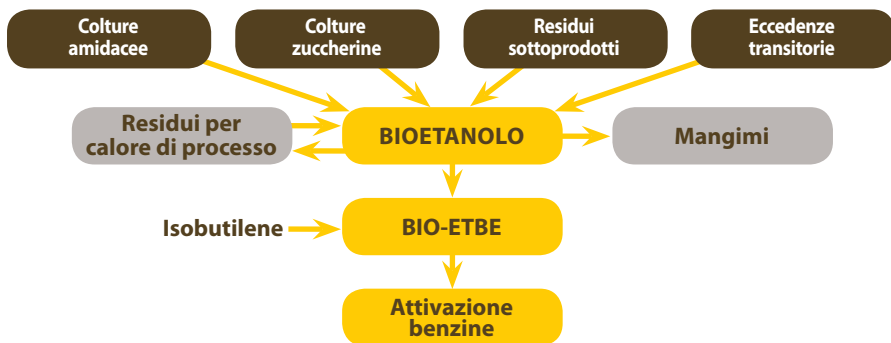 Colture
amidacee
Colture
zuccherine
Residui
sottoprodotti
Eccedenze
transitorie
Residui per
calore di processo
BIOETANOLO
Mangimi
Isobutilene
BIO-ETBE
Attivazione
benzine